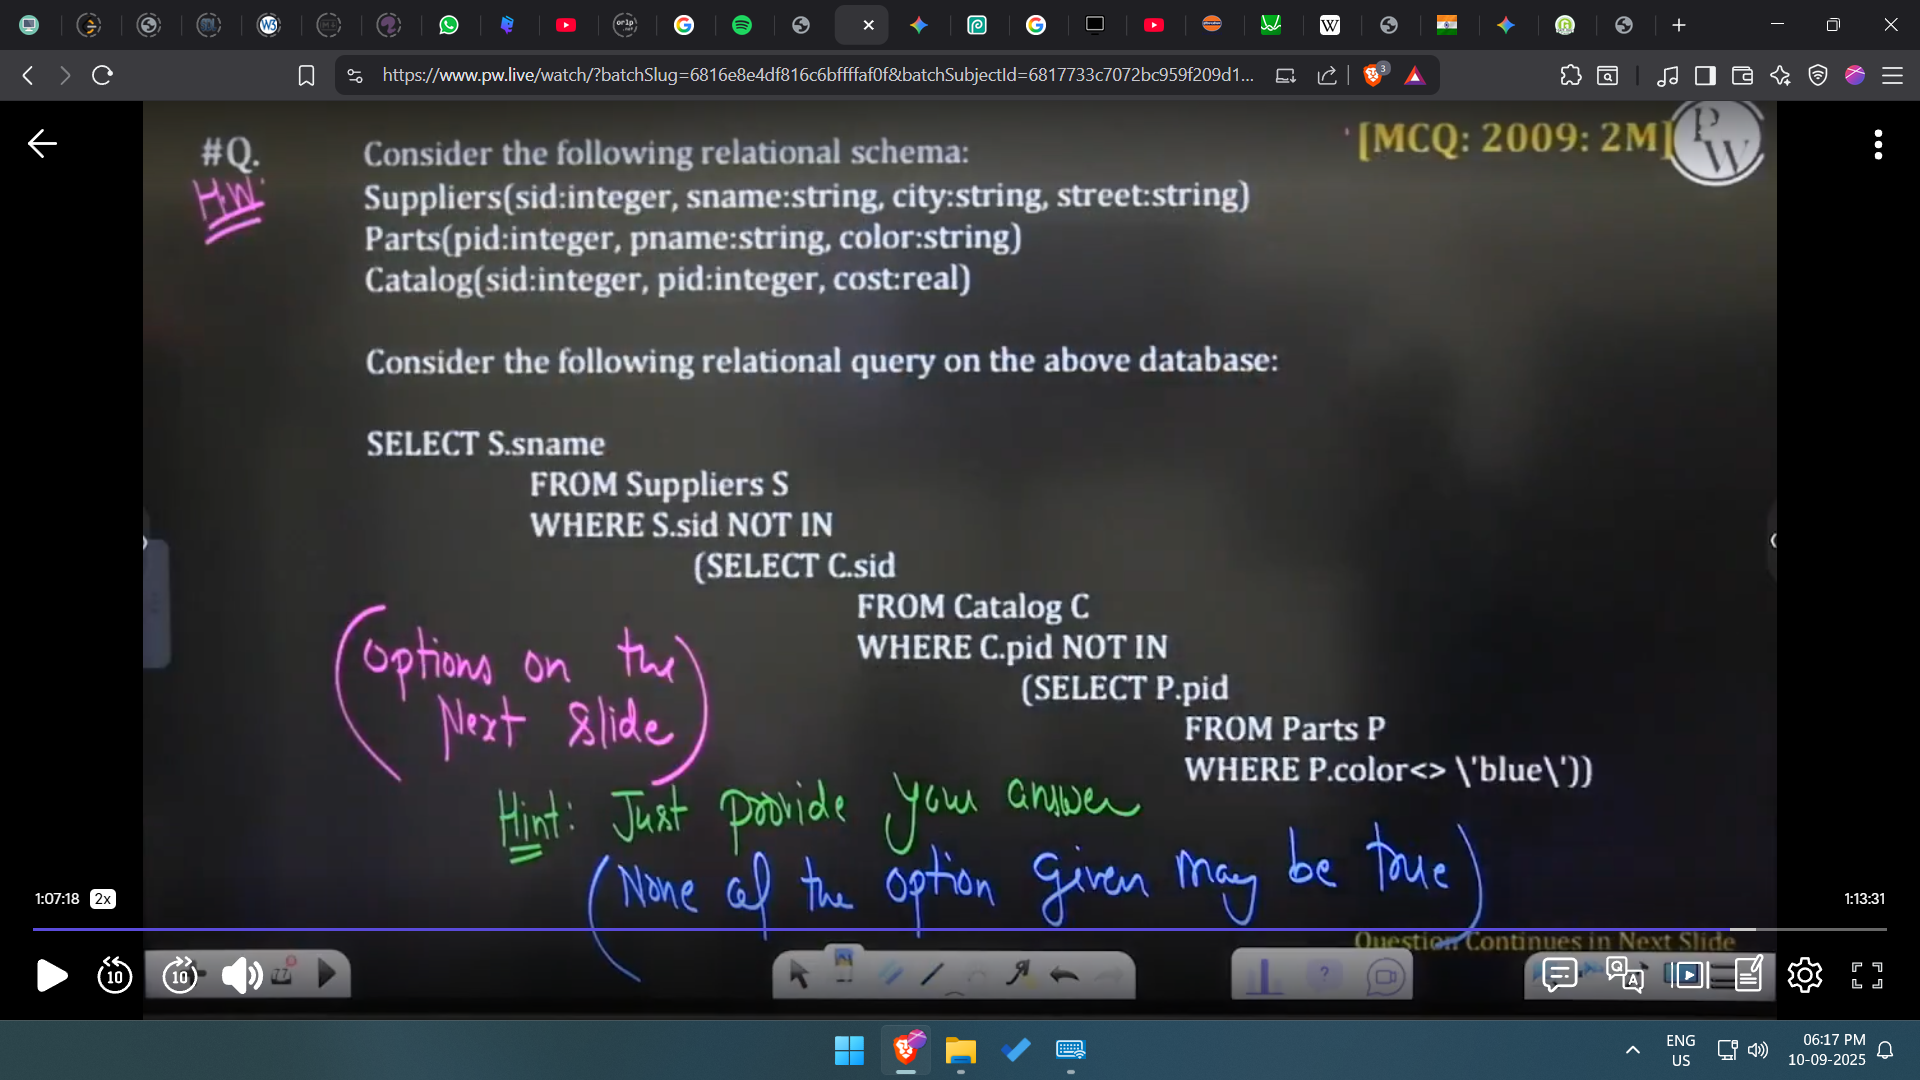 https://www.pw.live/watch/?batchSlug=6816e8e4df816c6bffffaf0f&batchSubjectId=6817733c7072bc959f209d1...
3
#Q.
H.W.
[MCQ: 2009: 2M]
PW
Consider the following relational schema:
Suppliers(sid:integer, sname:string, city:string, street:string)
Parts(pid:integer, pname:string, color:string)
Catalog(sid:integer, pid:integer, cost:real)
Consider the following relational query on the above database:
SELECT S.sname
FROM Suppliers S
WHERE S.sid NOT IN
(SELECT C.sid
FROM Catalog C
WHERE C.pid NOT IN
(SELECT P.pid
FROM Parts P
WHERE P.color<> \'blue\'))
(Options on the
Next Slide)
Hint: Just provide your answer
(None of the option given may be true)
1:07:18 2x
1:13:31
Question Continues in Next Slide
10
10
ENG
US
06:17 PM
10-09-2025